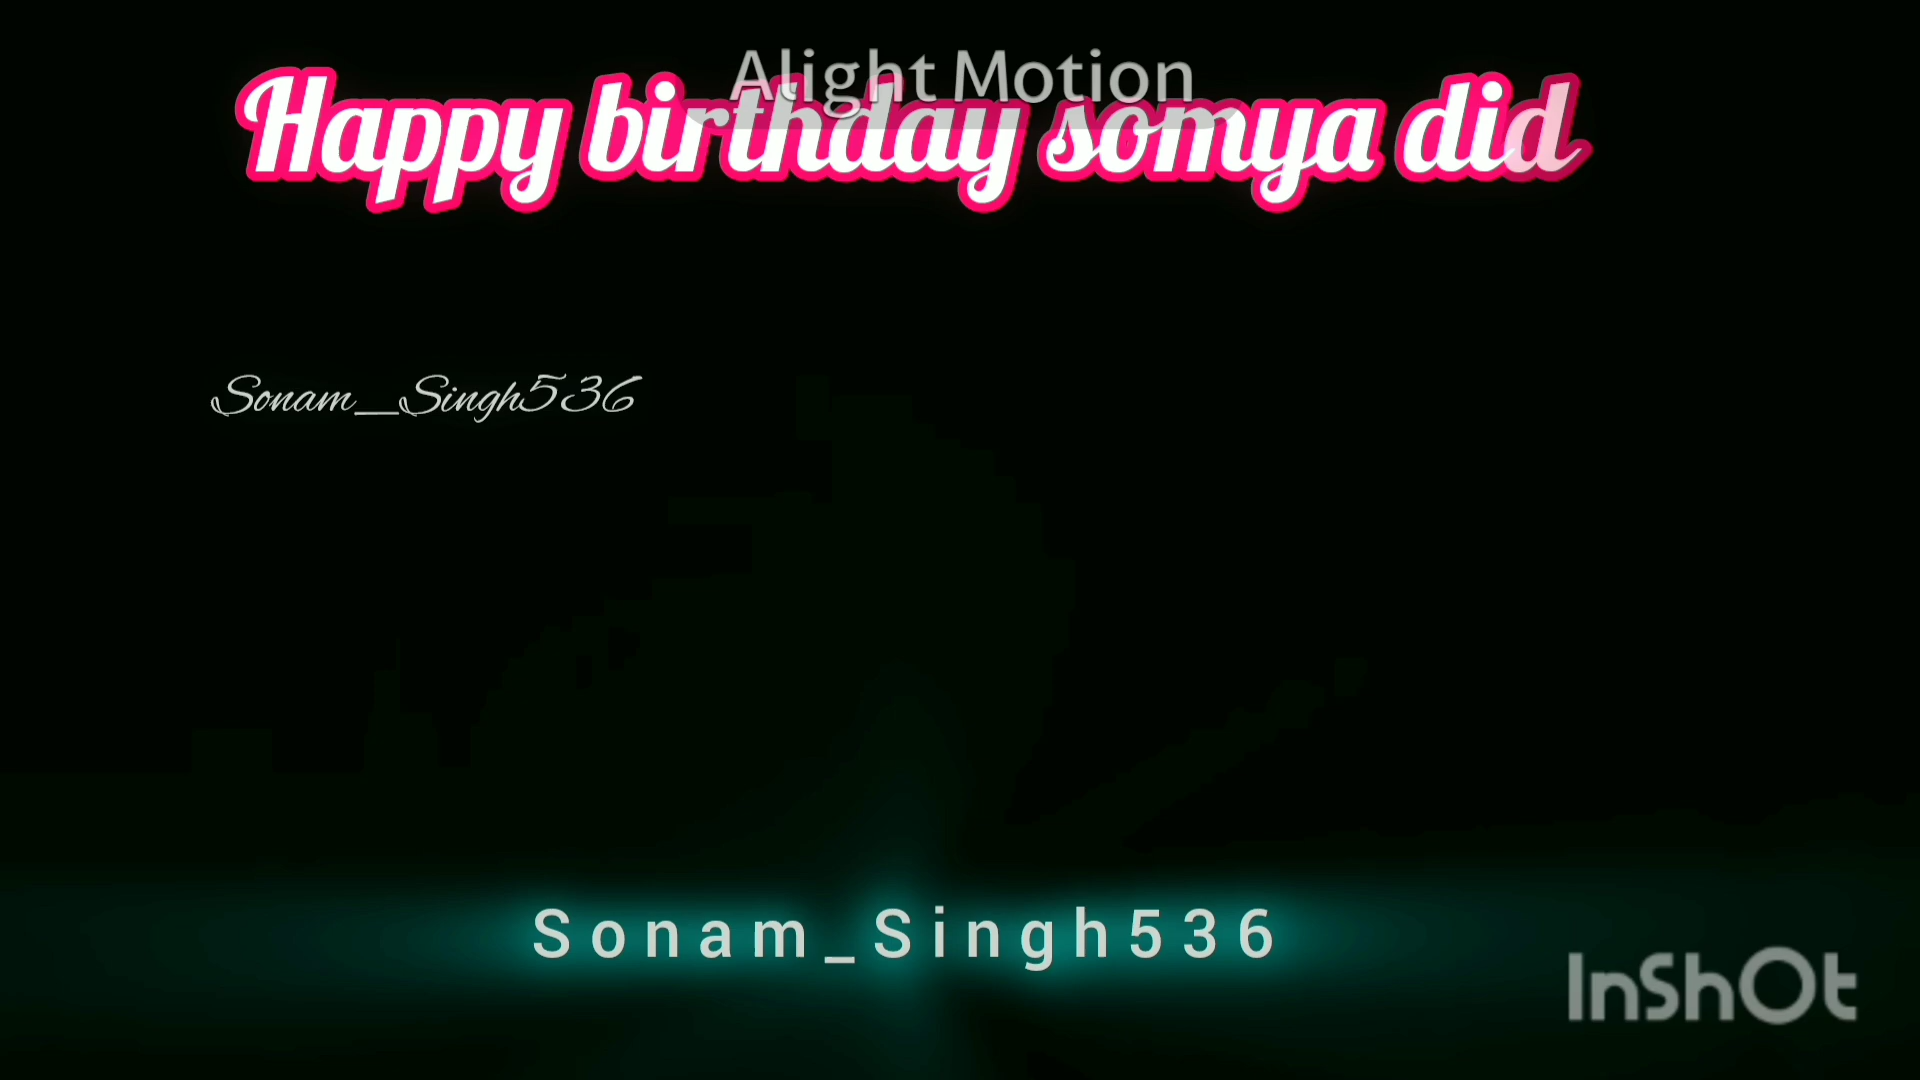 Alight Motion
Happy birthday somya did
Sonam_Singh536
Sonam_Singh536
InShOt